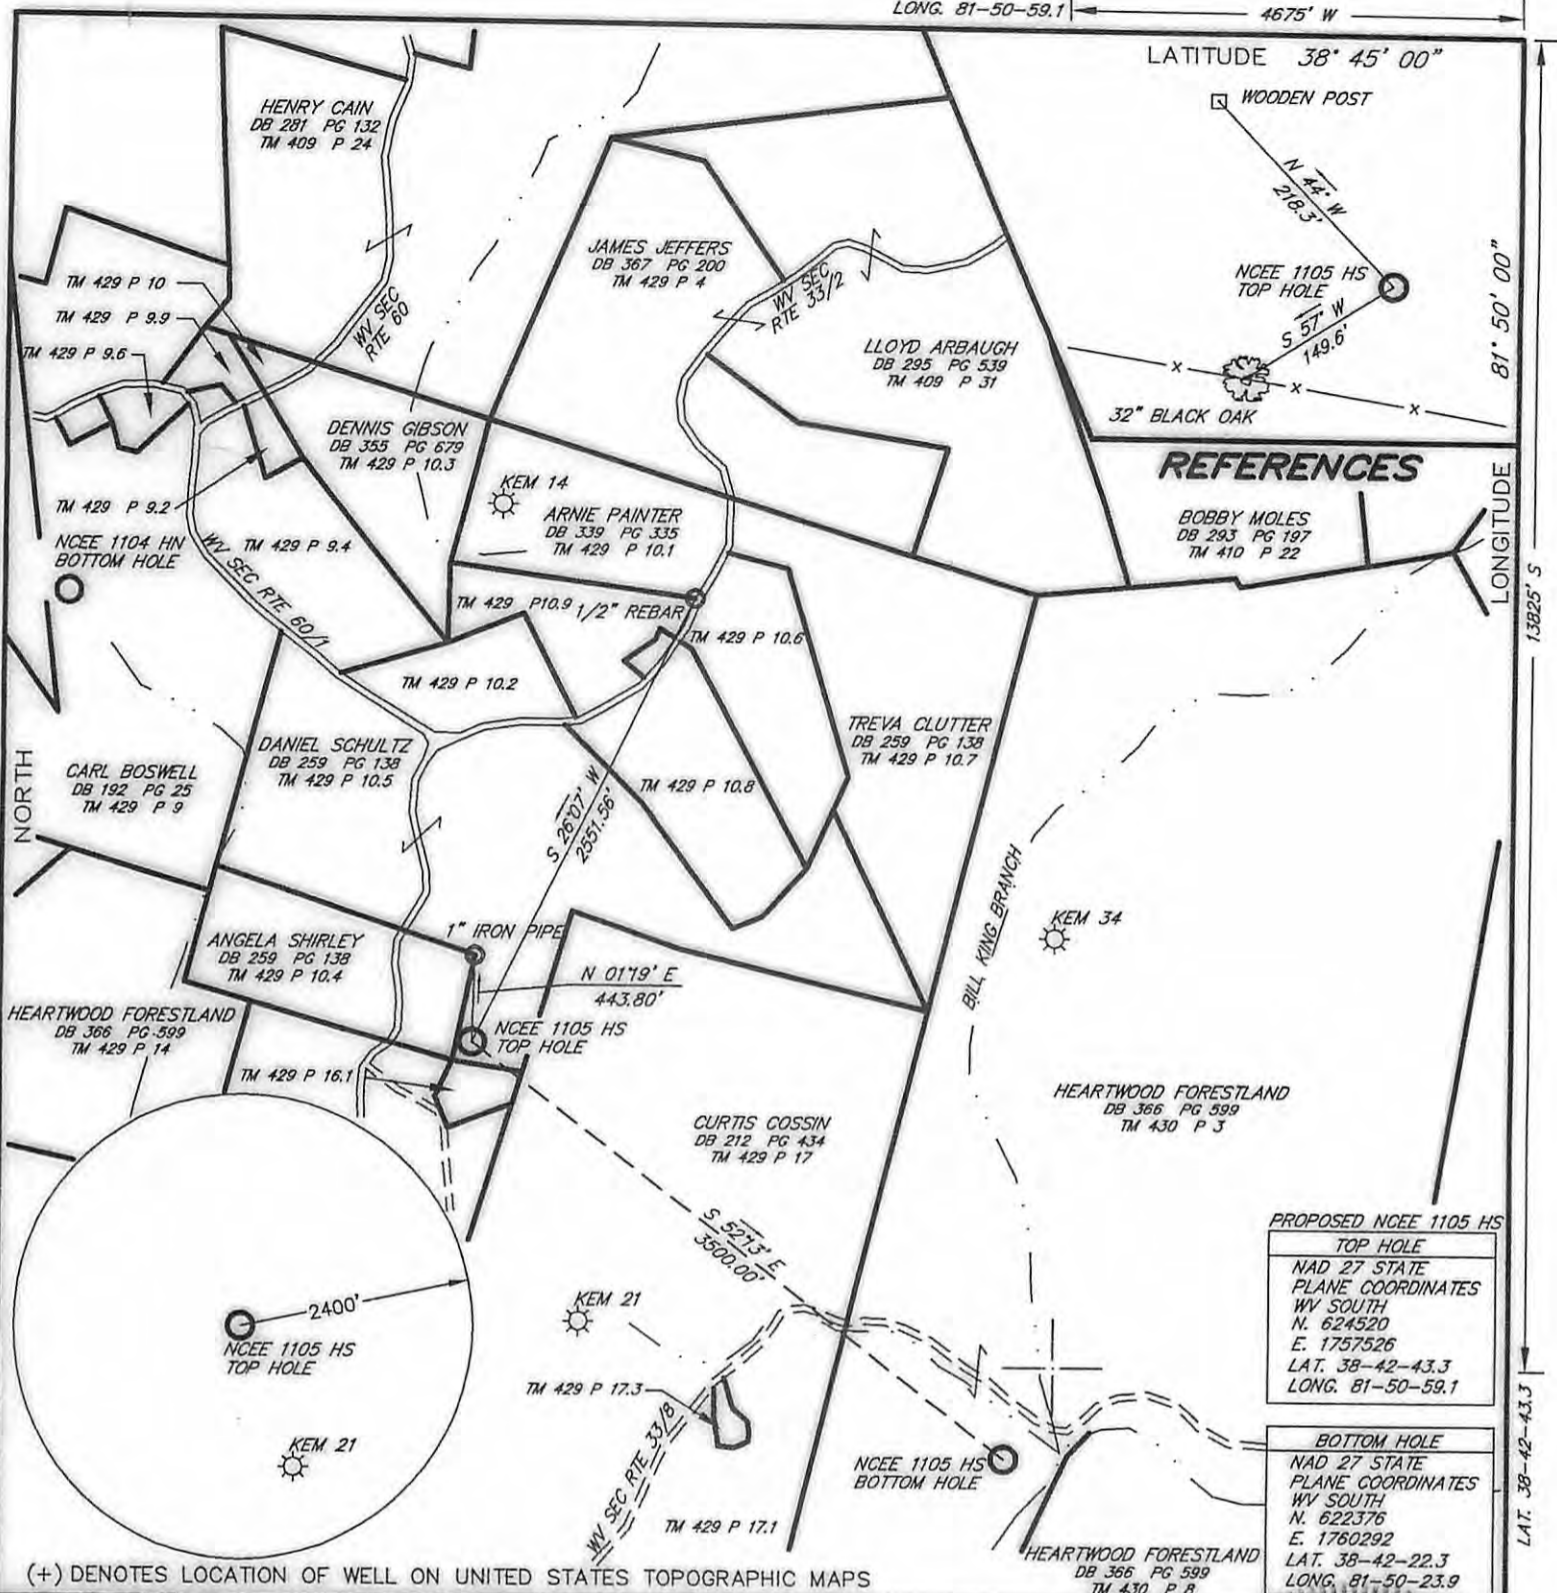 LONG. 81-50-59.1
4675' W
LATITUDE 38° 45' 00"
WOODEN POST
N 44° W
218.3'
NCEE 1105 HS
TOP HOLE
S 57° W
149.6'
32" BLACK OAK
REFERENCES
81° 50' 00"
LONGITUDE
13825' S
LAT. 38-42-43.3
HENRY CAIN
DB 281 PG 132
TM 409 P 24
JAMES JEFFERS
DB 367 PG 200
TM 429 P 4
WV SEC
RTE 33/2
WV SEC
RTE 60
TM 429 P 10
TM 429 P 9.9
TM 429 P 9.6
LLOYD ARBAUGH
DB 295 PG 539
TM 409 P 31
DENNIS GIBSON
DB 355 PG 679
TM 429 P 10.3
KEM 14
ARNIE PAINTER
DB 339 PG 335
TM 429 P 10.1
BOBBY MOLES
DB 293 PG 197
TM 410 P 22
TM 429 P 9.2
NCEE 1104 HN
BOTTOM HOLE
TM 429 P 9.4
WV SEC RTE 60/1
TM 429 P10.9
1/2" REBAR
TM 429 P 10.6
TM 429 P 10.2
NORTH
CARL BOSWELL
DB 192 PG 25
TM 429 P 9
DANIEL SCHULTZ
DB 259 PG 138
TM 429 P 10.5
TREVA CLUTTER
DB 259 PG 138
TM 429 P 10.7
TM 429 P 10.8
S 26°07' W
2551.56'
BILL KING BRANCH
KEM 34
ANGELA SHIRLEY
DB 259 PG 138
TM 429 P 10.4
1" IRON PIPE
N 01°19' E
443.80'
NCEE 1105 HS
TOP HOLE
HEARTWOOD FORESTLAND
DB 366 PG 599
TM 429 P 14
TM 429 P 16.1
CURTIS COSSIN
DB 212 PG 434
TM 429 P 17
HEARTWOOD FORESTLAND
DB 366 PG 599
TM 430 P 3
S 52°13' E
3500.00'
2400'
NCEE 1105 HS
TOP HOLE
KEM 21
KEM 21
TM 429 P 17.3
WV SEC RTE 33/8
TM 429 P 17.1
NCEE 1105 HS
BOTTOM HOLE
HEARTWOOD FORESTLAND
DB 366 PG 599
TM 430 P 8
PROPOSED NCEE 1105 HS
TOP HOLE
NAD 27 STATE
PLANE COORDINATES
WV SOUTH
N. 624520
E. 1757526
LAT. 38-42-43.3
LONG. 81-50-59.1
BOTTOM HOLE
NAD 27 STATE
PLANE COORDINATES
WV SOUTH
N. 622376
E. 1760292
LAT. 38-42-22.3
LONG. 81-50-23.9
(+) DENOTES LOCATION OF WELL ON UNITED STATES TOPOGRAPHIC MAPS